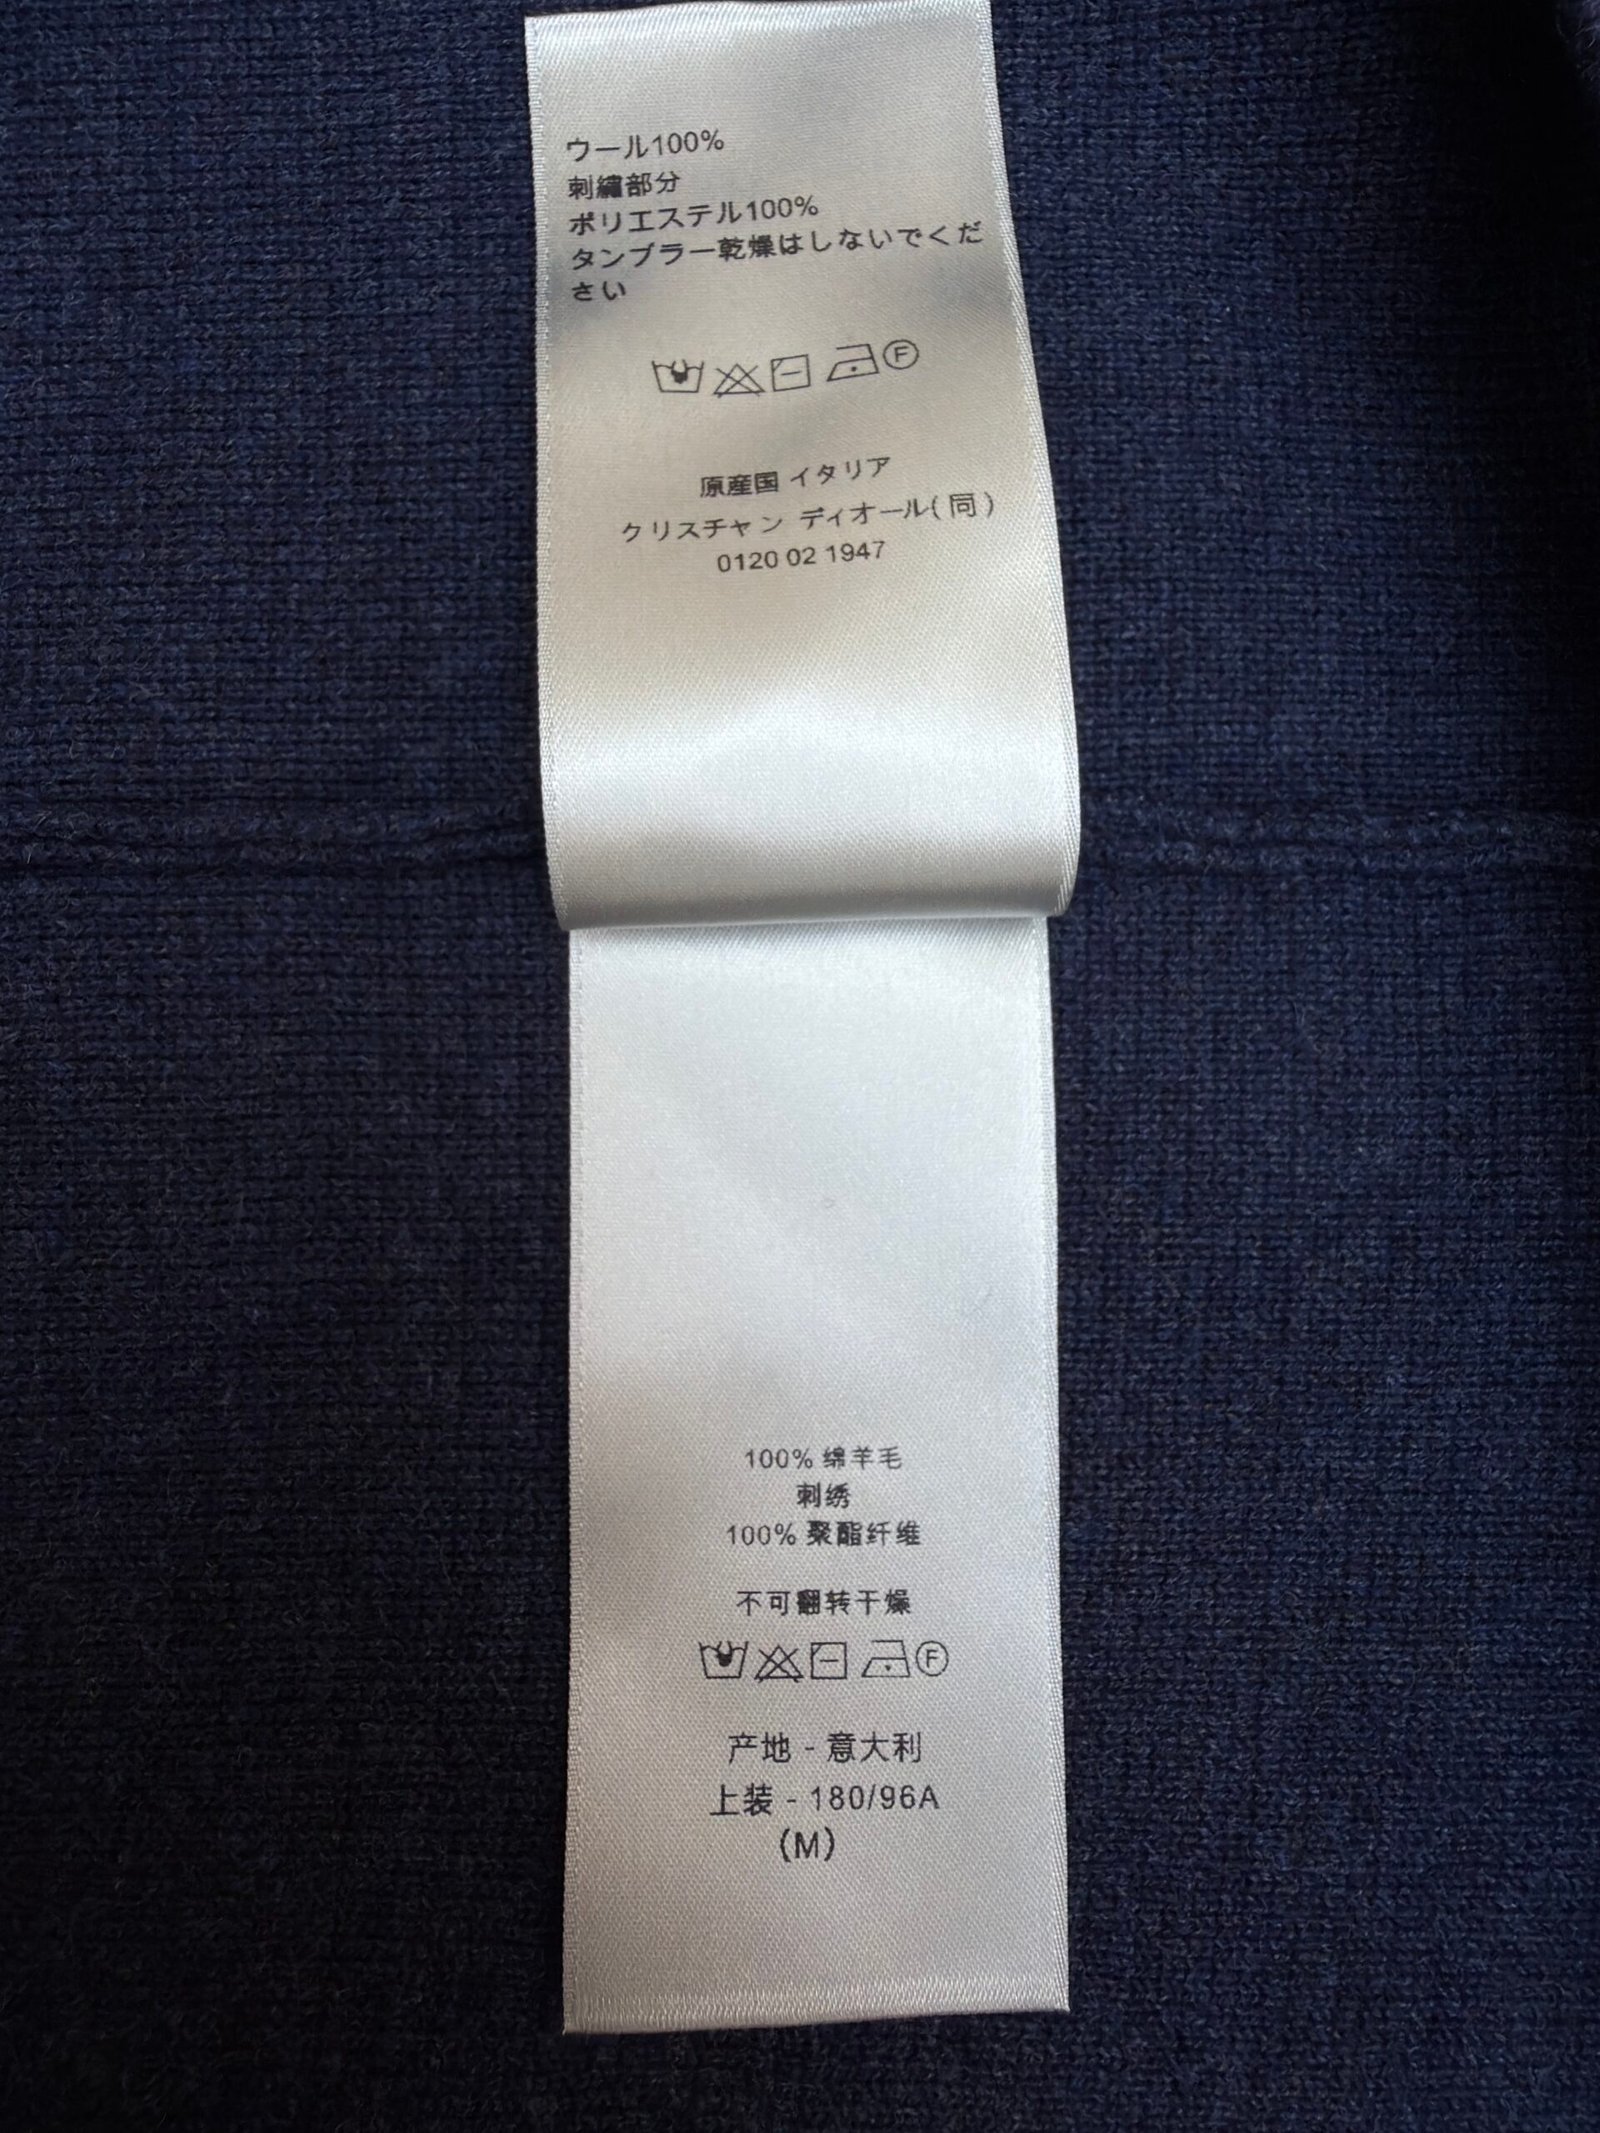 ウール100%
刺繍部分
ポリエステル100%
タンブラー乾燥はしないでくだ
さい
F
原産国 イタリア
クリスチャン ディオール(同)
0120 02 1947
100% 绵羊毛
刺绣
100% 聚酯纤维
不可翻转干燥
F
产地 - 意大利
上装 - 180/96A
(M)